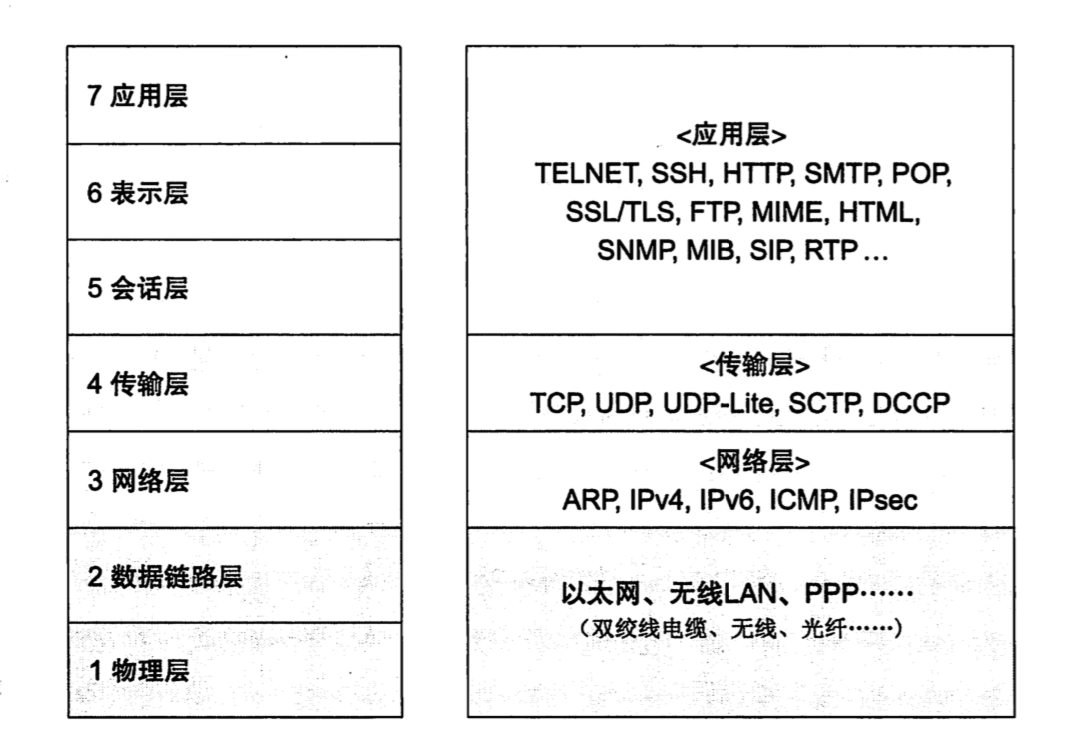 7 应用层
6 表示层
5 会话层
4 传输层
3 网络层
2 数据链路层
1 物理层
<应用层>
TELNET, SSH, HTTP, SMTP, POP,
SSL/TLS, FTP, MIME, HTML,
SNMP, MIB, SIP, RTP …
<传输层>
TCP, UDP, UDP-Lite, SCTP, DCCP
<网络层>
ARP, IPv4, IPv6, ICMP, IPsec
以太网、无线LAN、PPP……
（双绞线电缆、无线、光纤……）